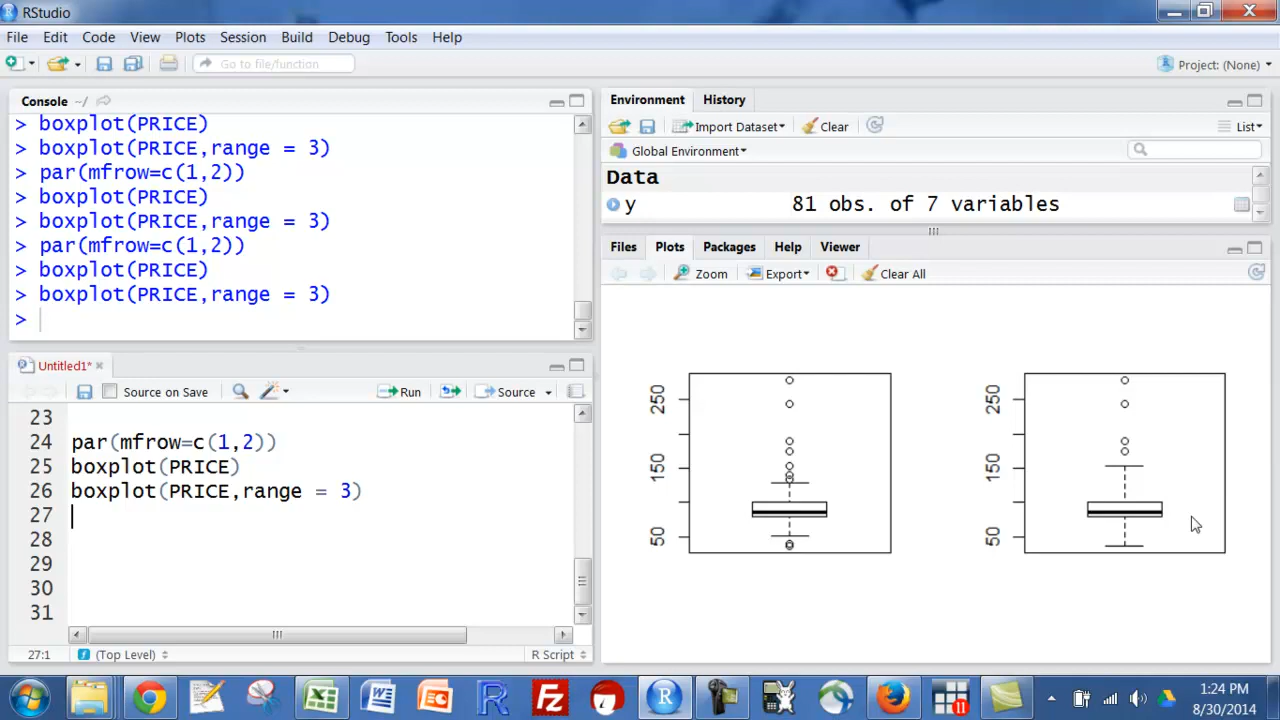 RStudio
File Edit Code View Plots Session Build Debug Tools Help
Go to file/function
Project: (None)
Console ~/
> boxplot(PRICE)
> boxplot(PRICE,range = 3)
> par(mfrow=c(1,2))
> boxplot(PRICE)
> boxplot(PRICE,range = 3)
> par(mfrow=c(1,2))
> boxplot(PRICE)
> boxplot(PRICE,range = 3)
>
Environment History
Import Dataset Clear List
Global Environment
Data
y 81 obs. of 7 variables
Files Plots Packages Help Viewer
Zoom Export Clear All
250
150
50
250
150
50
Untitled1*
Source on Save Run Source
23
24 par(mfrow=c(1,2))
25 boxplot(PRICE)
26 boxplot(PRICE,range = 3)
27
28
29
30
31
27:1 (Top Level) R Script
11
1:24 PM
8/30/2014